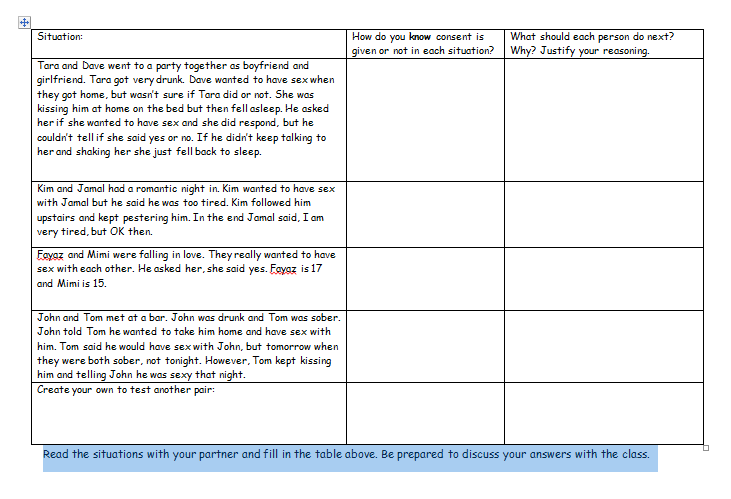 Situation:
How do you know consent is
given or not in each situation?
What should each person do next?
Why? Justify your reasoning.
Tara and Dave went to a party together as boyfriend and
girlfriend. Tara got very drunk. Dave wanted to have sex when
they got home, but wasn't sure if Tara did or not. She was
kissing him at home on the bed but then fell asleep. He asked
her if she wanted to have sex and she did respond, but he
couldn't tell if she said yes or no. If he didn't keep talking to
her and shaking her she just fell back to sleep.
Kim and Jamal had a romantic night in. Kim wanted to have sex
with Jamal but he said he was too tired. Kim followed him
upstairs and kept pestering him. In the end Jamal said, I am
very tired, but OK then.
Fayaz and Mimi were falling in love. They really wanted to have
sex with each other. He asked her, she said yes. Fayaz is 17
and Mimi is 15.
John and Tom met at a bar. John was drunk and Tom was sober.
John told Tom he wanted to take him home and have sex with
him. Tom said he would have sex with John, but tomorrow when
they were both sober, not tonight. However, Tom kept kissing
him and telling John he was sexy that night.
Create your own to test another pair:
Read the situations with your partner and fill in the table above. Be prepared to discuss your answers with the class.